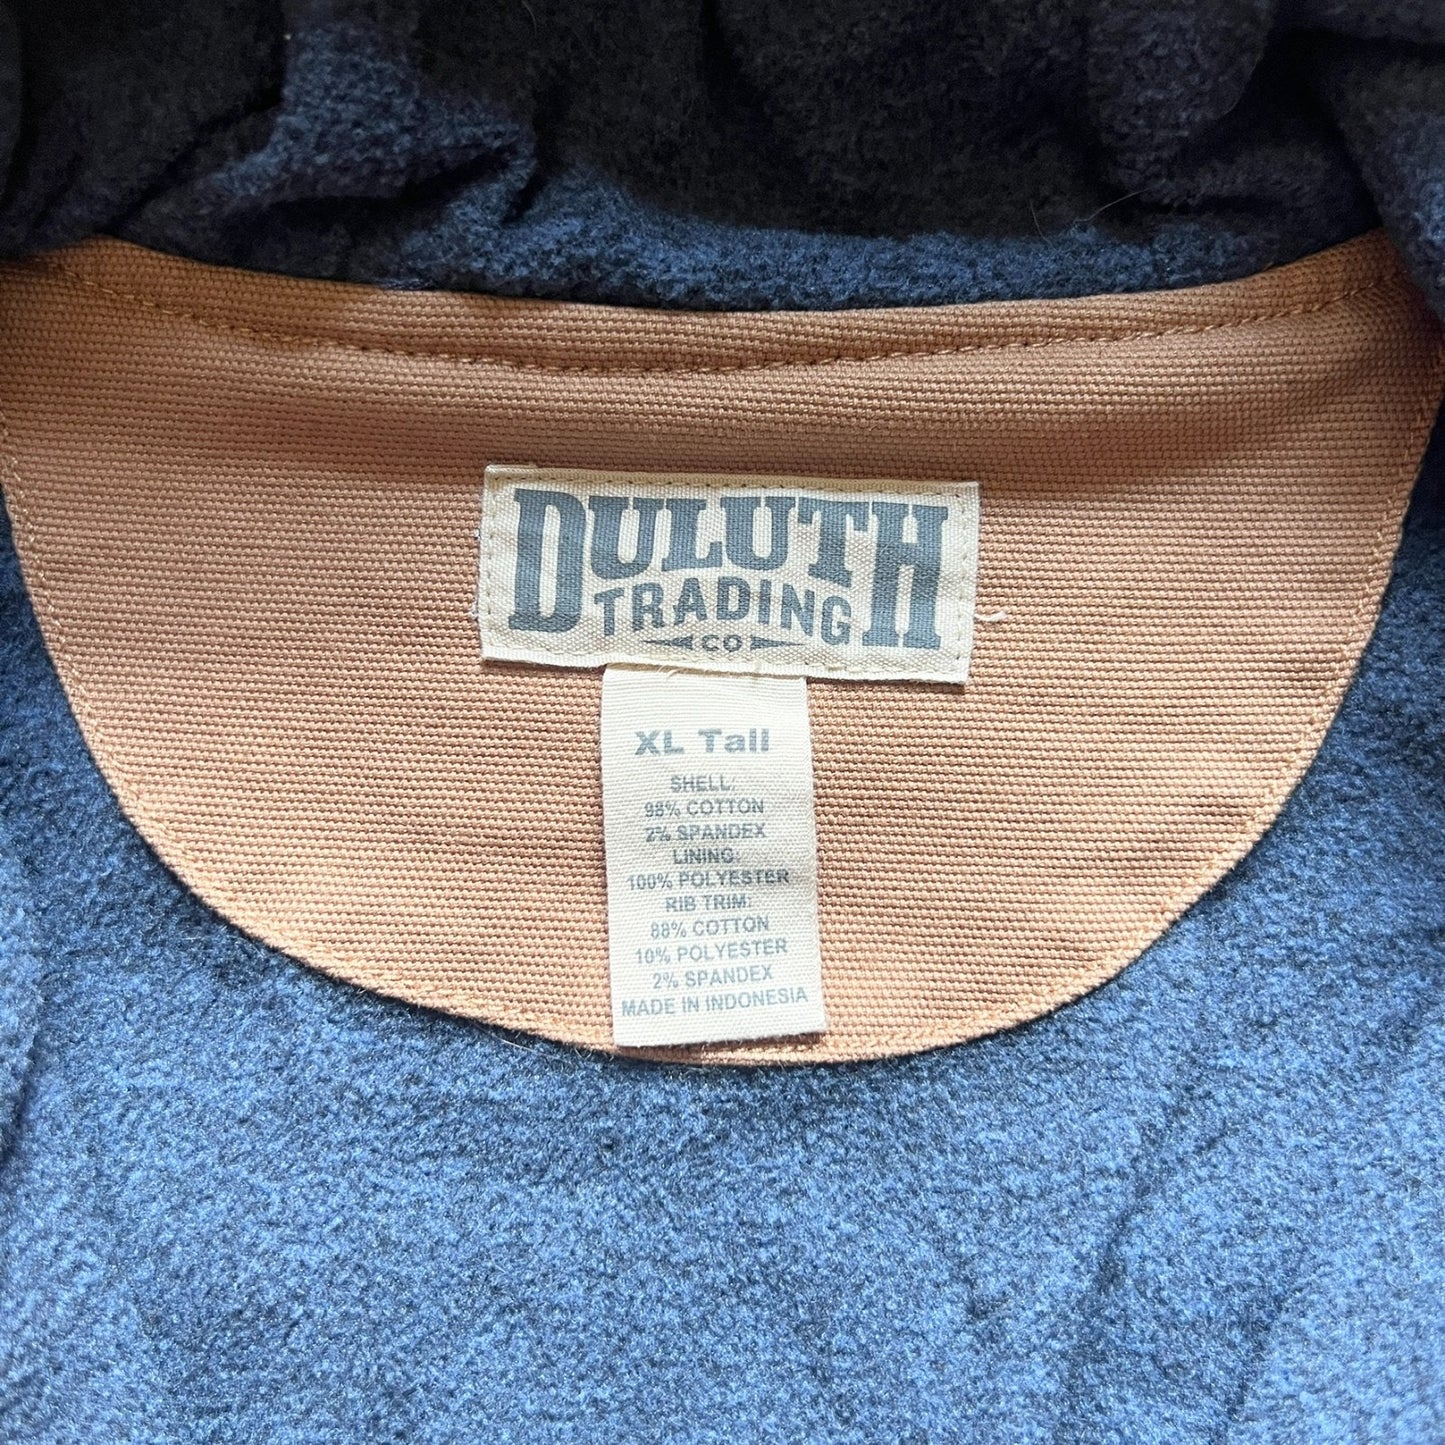 DULUTH
TRADING
CO
XL Tall
SHELL:
98% COTTON
2% SPANDEX
LINING:
100% POLYESTER
RIB TRIM:
88% COTTON
10% POLYESTER
2% SPANDEX
MADE IN INDONESIA